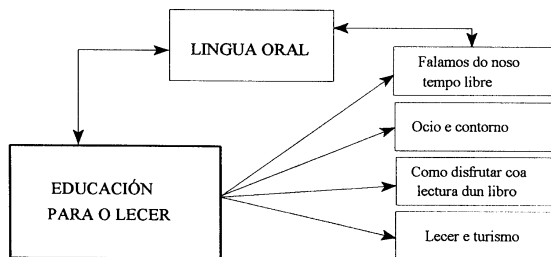 LINGUA ORAL
Falamos do noso
tempo libre
Ocio e contorno
Como disfrutar coa
lectura dun libro
Lecer e turismo
EDUCACIÓN
PARA O LECER